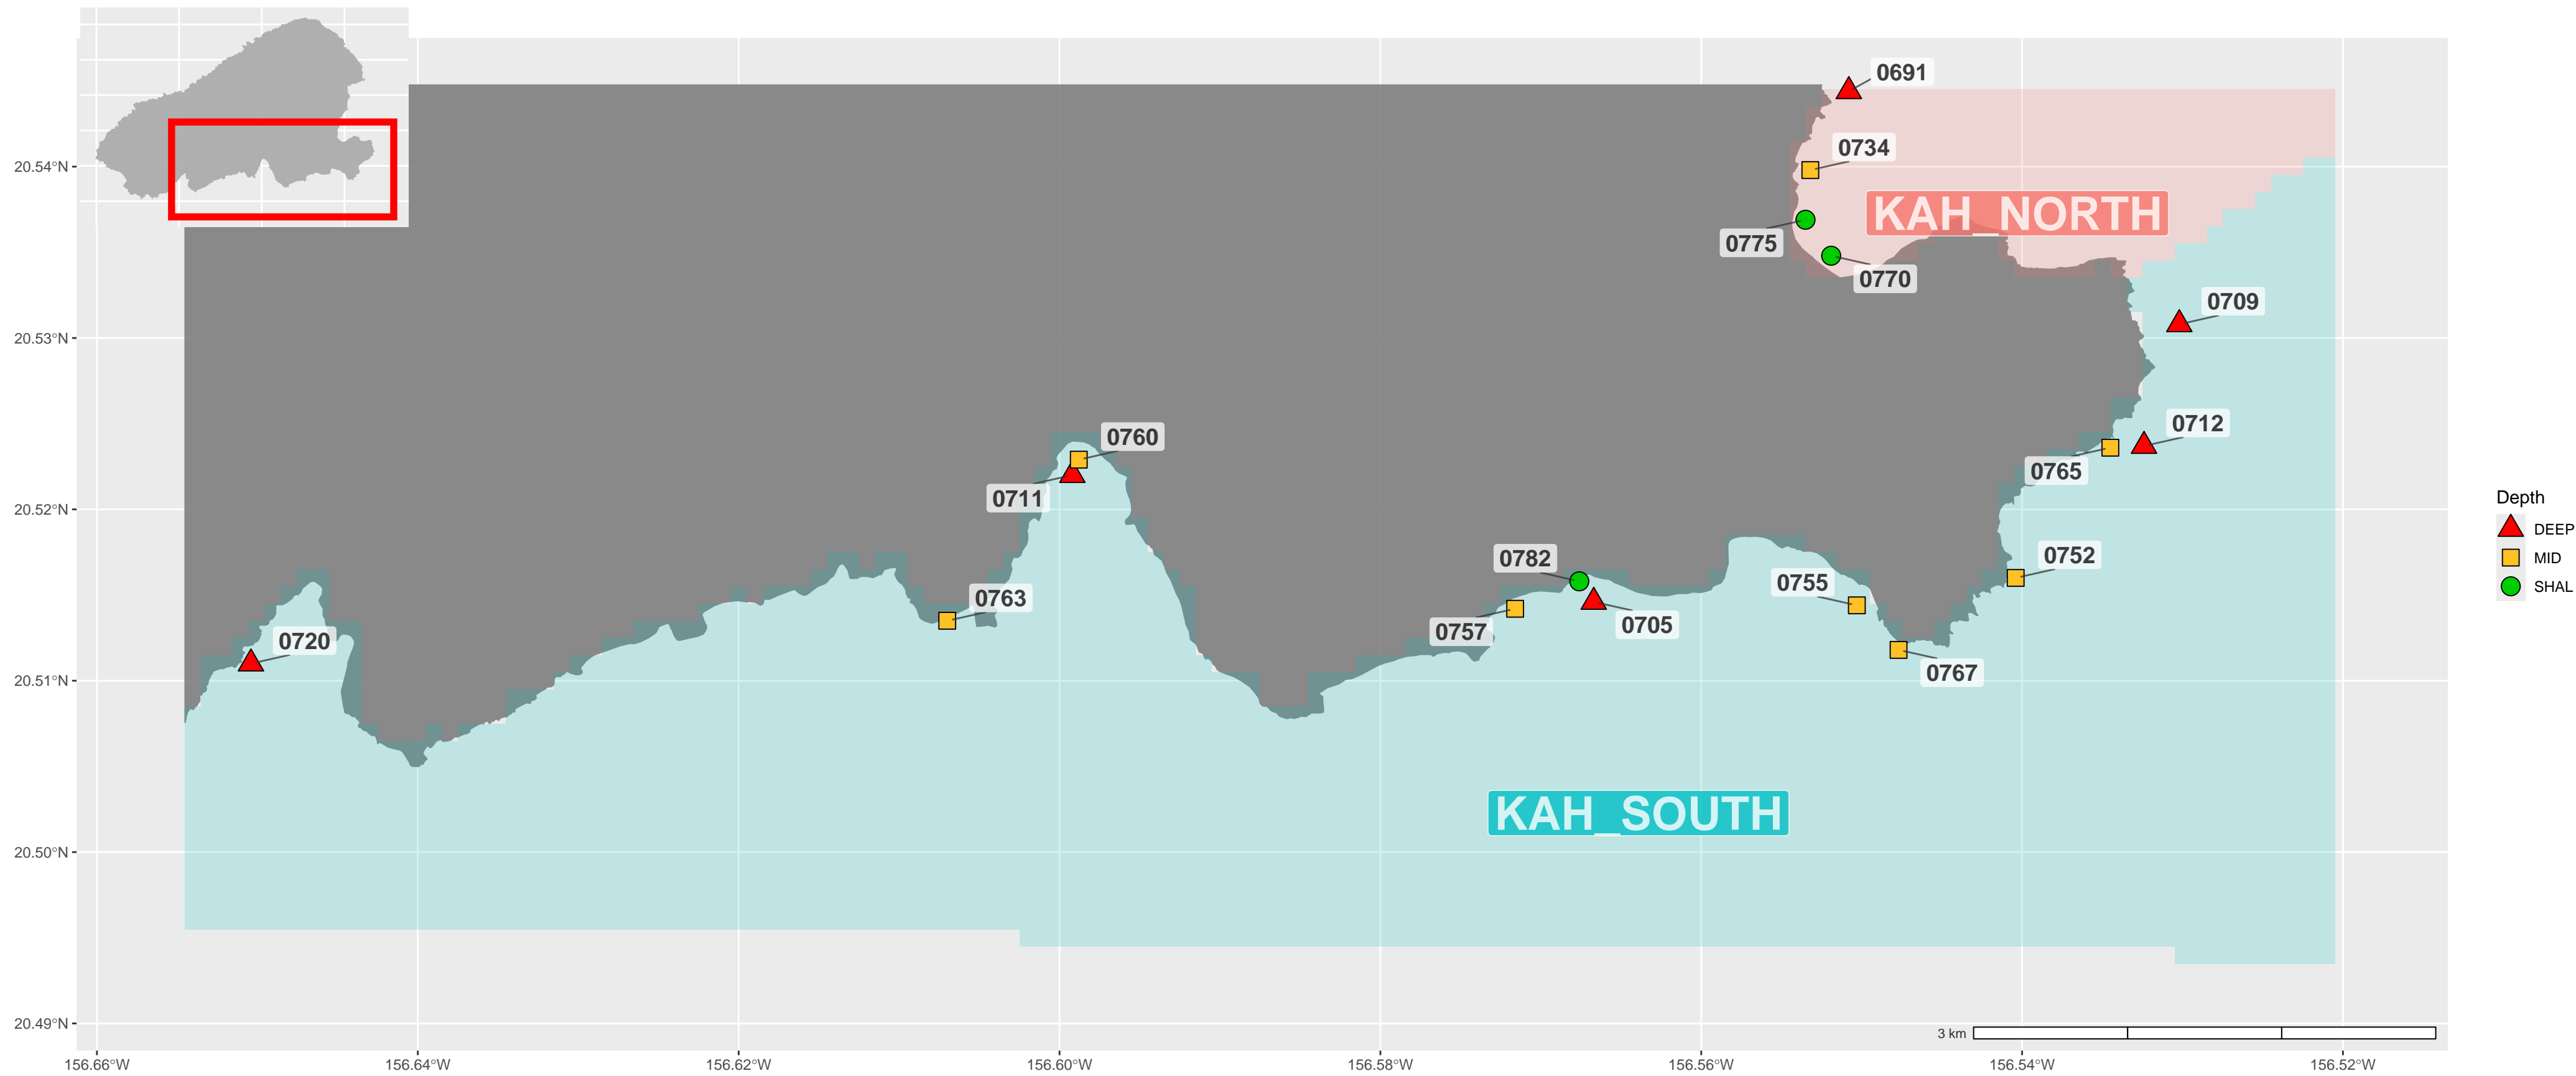 0691
0734
20.54°N
KAH_NORTH
0775
0770
0709
20.53°N
0712
0760
0765
0711
Depth
20.52°N
DEEP
0752
0782
MID
0755
SHAL
0763
0705
0757
0720
0767
20.51°N
KAH_SOUTH
20.50°N
20.49°N
3 km
156.66°W 156.64°W 156.62°W 156.60°W 156.58°W 156.56°W 156.54°W 156.52°W